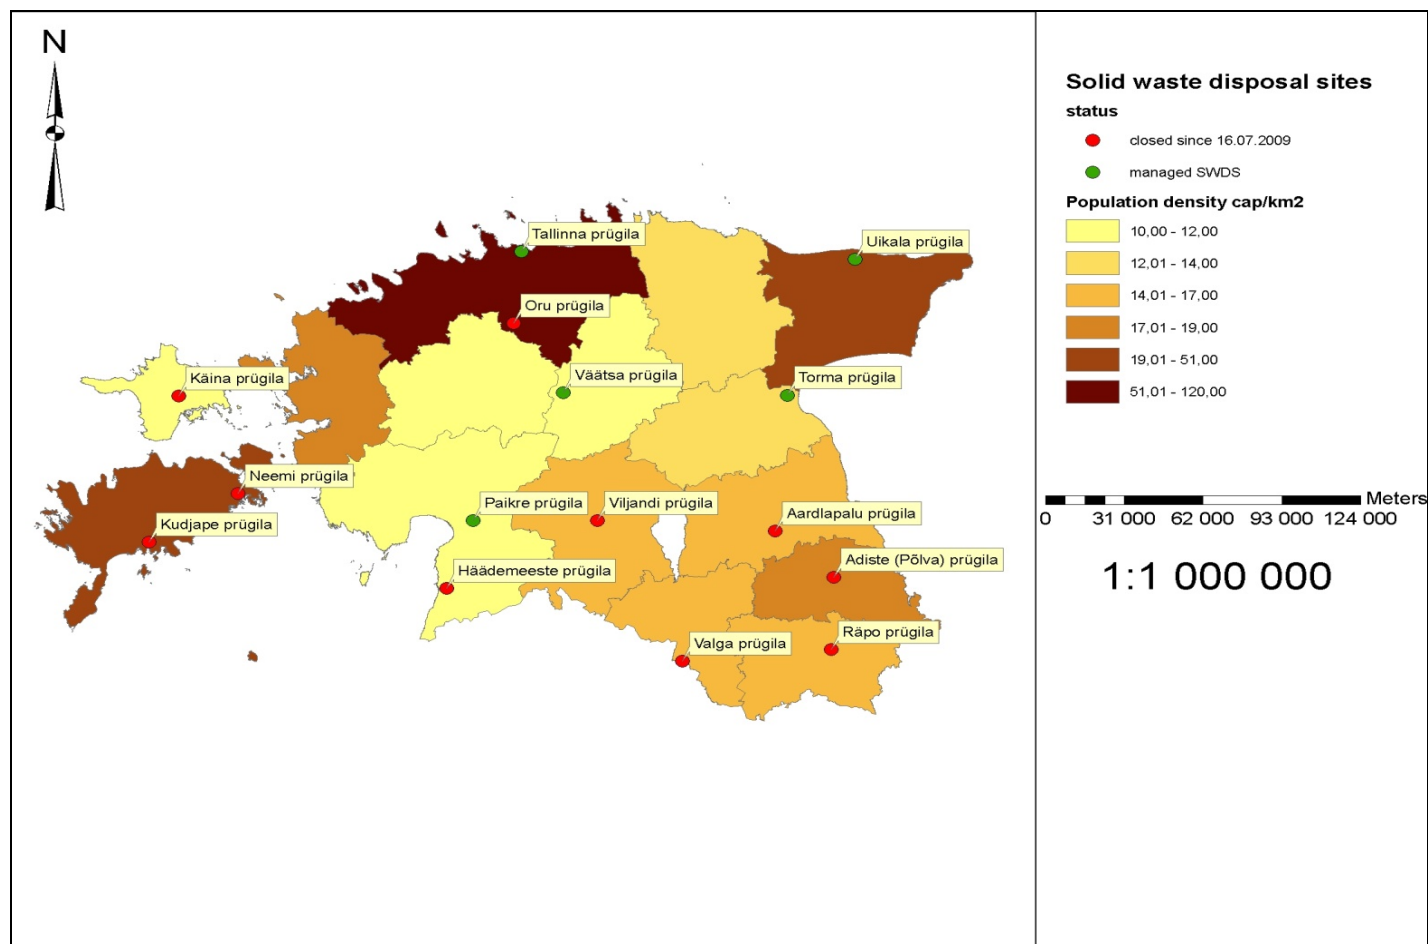 N
Tallinna prügila
Uikala prügila
Oru prügila
Käina prügila
Väätsa prügila
Torma prügila
Neemi prügila
Paikre prügila
Viljandi prügila
Aardlapalu prügila
Kudjape prügila
Adiste (Põlva) prügila
Häädemeeste prügila
Räpo prügila
Valga prügila
Solid waste disposal sites
status
closed since 16.07.2009
managed SWDS
Population density cap/km2
10,00 - 12,00
12,01 - 14,00
14,01 - 17,00
17,01 - 19,00
19,01 - 51,00
51,01 - 120,00
Meters
0 31 000 62 000 93 000 124 000
1:1 000 000